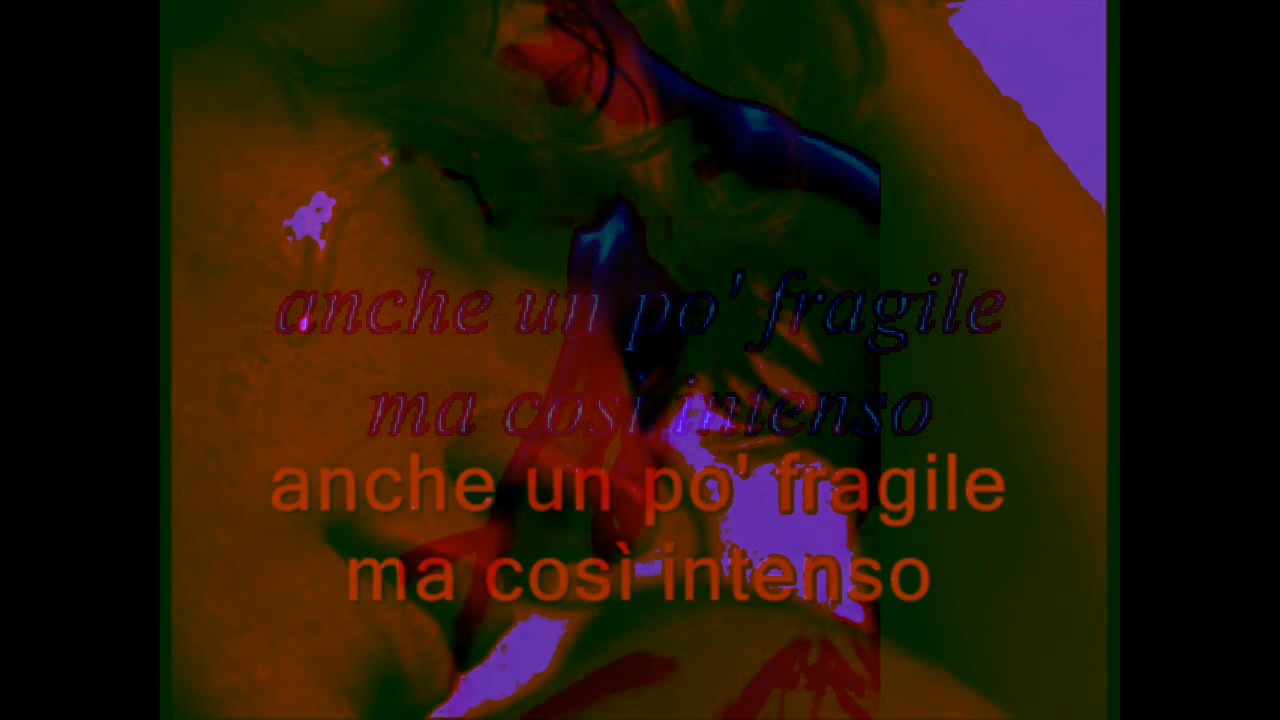 anche un po' fragile
ma così intenso
anche un po' fragile
ma così intenso